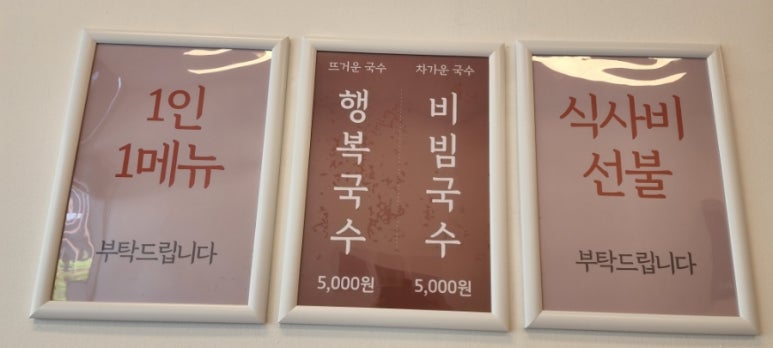 1인
1메뉴
부탁드립니다
뜨거운 국수
행복국수
5,000원
차가운 국수
비빔국수
5,000원
식사비
선불
부탁드립니다